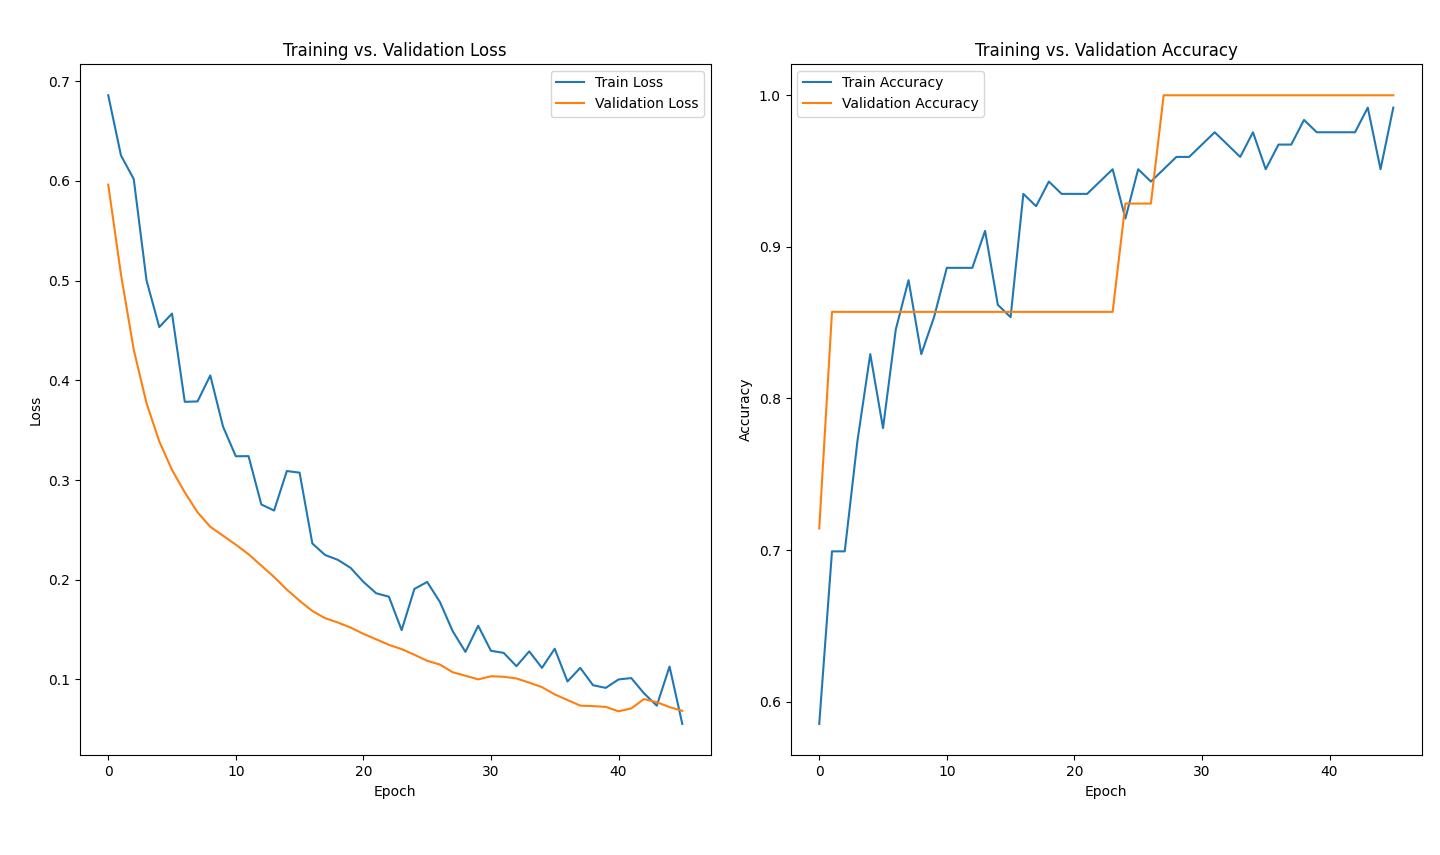 Training vs. Validation Loss
Train Loss
Validation Loss
Loss
0.7
0.6
0.5
0.4
0.3
0.2
0.1
0 10 20 30 40
Epoch
Training vs. Validation Accuracy
Train Accuracy
Validation Accuracy
Accuracy
1.0
0.9
0.8
0.7
0.6
0 10 20 30 40
Epoch